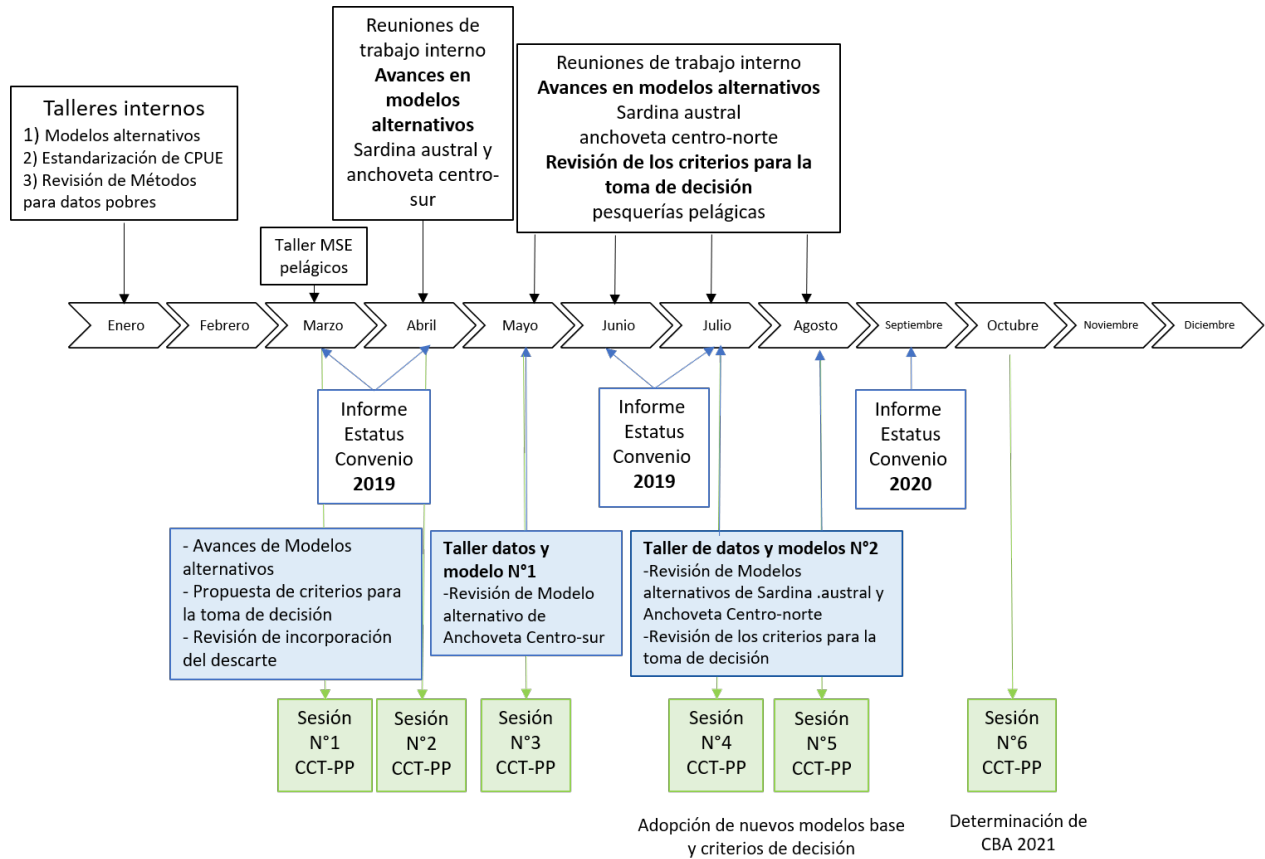 Talleres internos
1) Modelos alternativos
2) Estandarización de CPUE
3) Revisión de Métodos
para datos pobres
Reuniones de
trabajo interno
Avances en
modelos
alternativos
Sardina austral y
anchoveta centro-
sur
Reuniones de trabajo interno
Avances en modelos alternativos
Sardina austral
anchoveta centro-norte
Revisión de los criterios para la
toma de decisión
pesquerías pelágicas
Taller MSE
pelágicos
Enero
Febrero
Marzo
Abril
Mayo
Junio
Julio
Agosto
Septiembre
Octubre
Noviembre
Diciembre
Informe
Estatus
Convenio
2019
Informe
Estatus
Convenio
2019
Informe
Estatus
Convenio
2020
- Avances de Modelos
alternativos
- Propuesta de criterios para
la toma de decisión
- Revisión de incorporación
del descarte
Taller datos y
modelo N°1
-Revisión de Modelo
alternativo de
Anchoveta Centro-sur
Taller de datos y modelos N°2
-Revisión de Modelos
alternativos de Sardina .austral y
Anchoveta Centro-norte
-Revisión de los criterios para la
toma de decisión
Sesión
N°1
CCT-PP
Sesión
N°2
CCT-PP
Sesión
N°3
CCT-PP
Sesión
N°4
CCT-PP
Sesión
N°5
CCT-PP
Sesión
N°6
CCT-PP
Adopción de nuevos modelos base
y criterios de decisión
Determinación de
CBA 2021